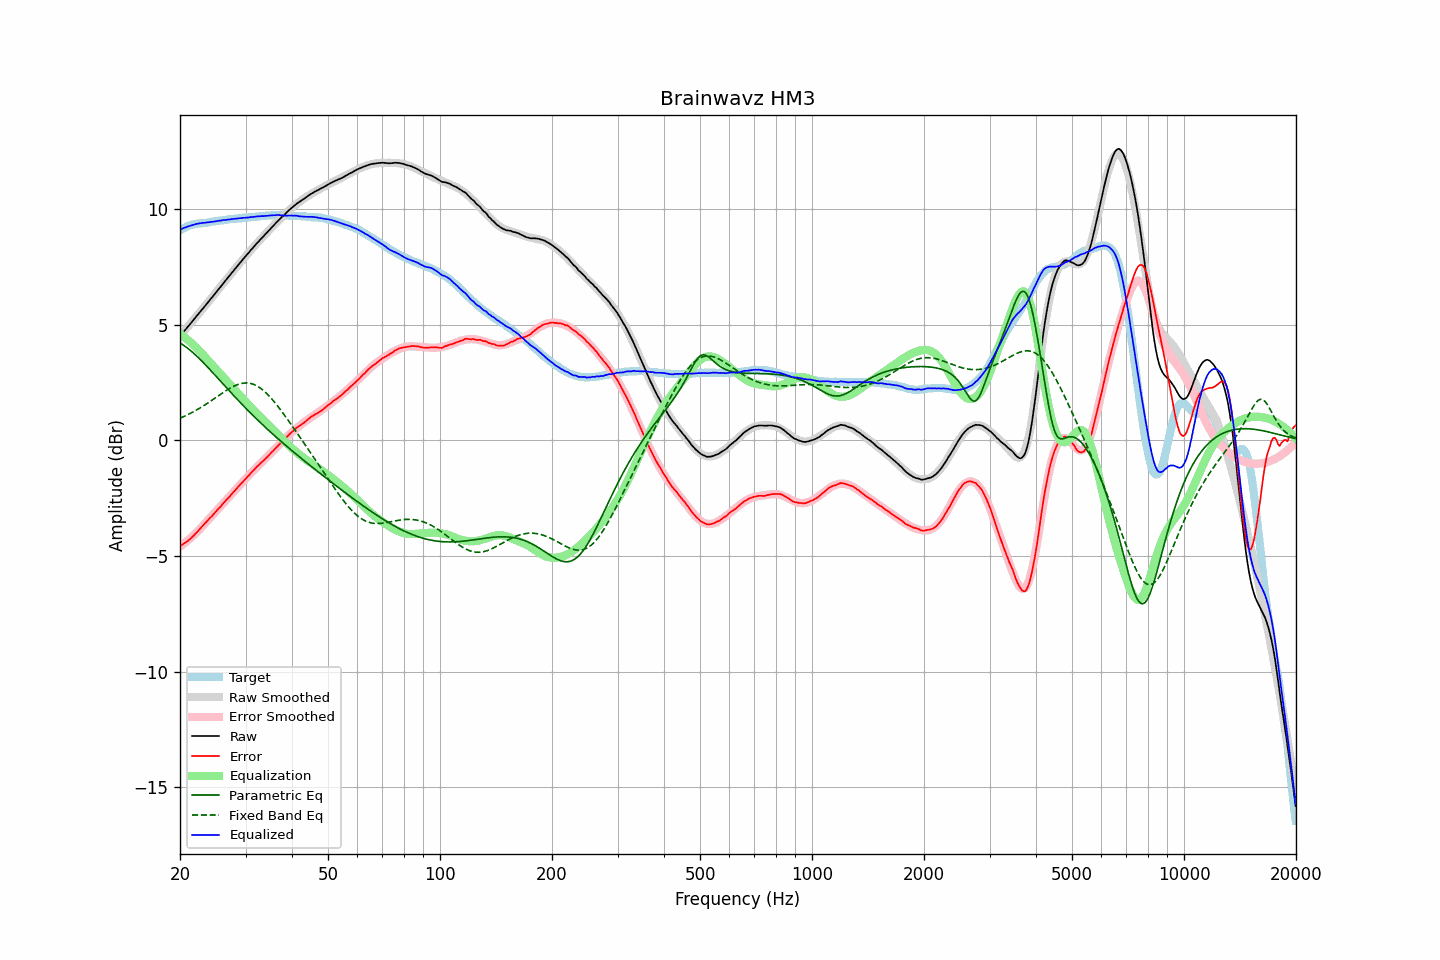 Brainwavz HM3
Amplitude (dBr)
10
5
0
−5
−10
−15
Target
Raw Smoothed
Error Smoothed
Raw
Error
Equalization
Parametric Eq
Fixed Band Eq
Equalized
20 50 100 200 500 1000 2000 5000 10000 20000
Frequency (Hz)